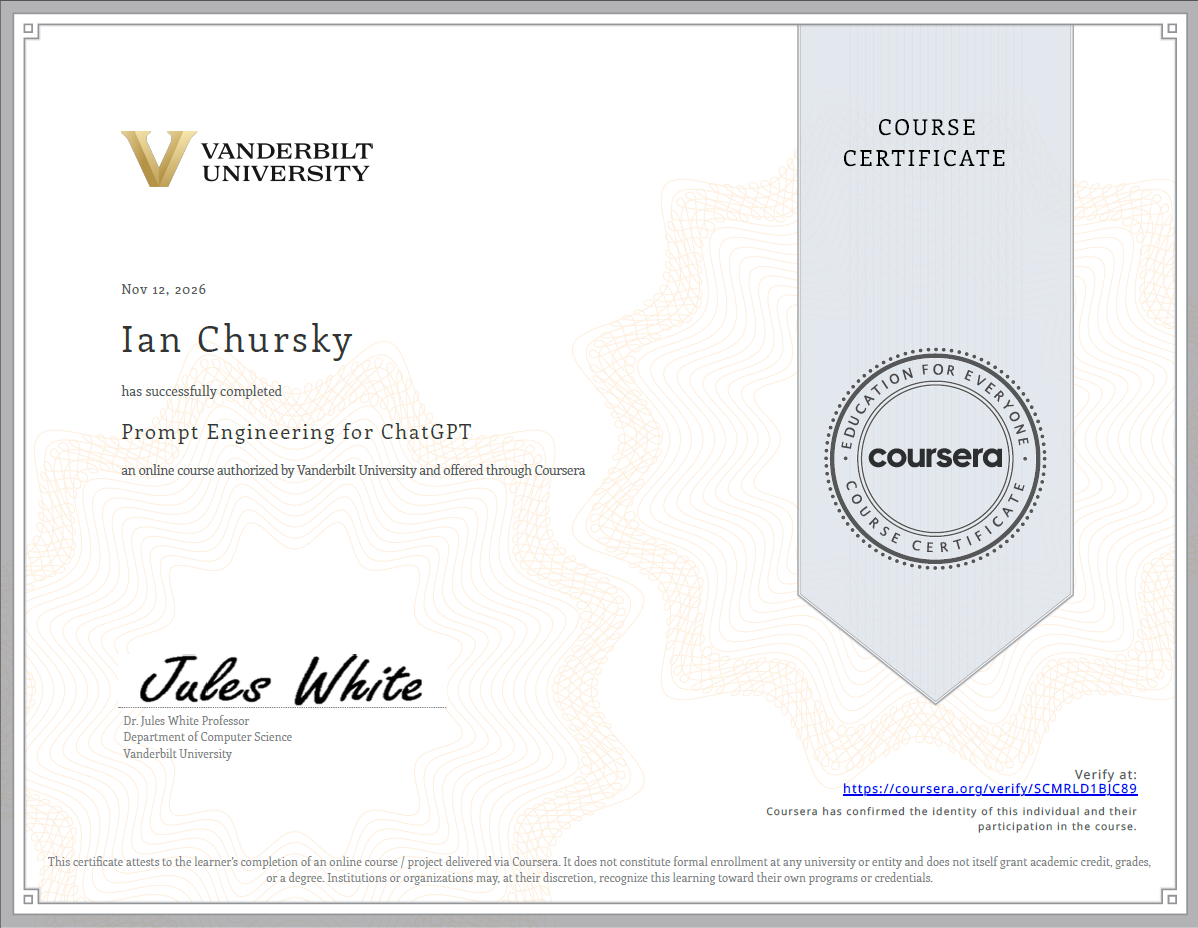 VANDERBILT
UNIVERSITY
COURSE
CERTIFICATE
Nov 12, 2026
Ian Chursky
has successfully completed
Prompt Engineering for ChatGPT
an online course authorized by Vanderbilt University and offered through Coursera
EDUCATION FOR EVERYONE
coursera
COURSE CERTIFICATE
Jules White
Dr. Jules White Professor
Department of Computer Science
Vanderbilt University
Verify at:
https://coursera.org/verify/SCMRLD1BJC89
Coursera has confirmed the identity of this individual and their
participation in the course.
This certificate attests to the learner's completion of an online course / project delivered via Coursera. It does not constitute formal enrollment at any university or entity and does not itself grant academic credit, grades,
or a degree. Institutions or organizations may, at their discretion, recognize this learning toward their own programs or credentials.